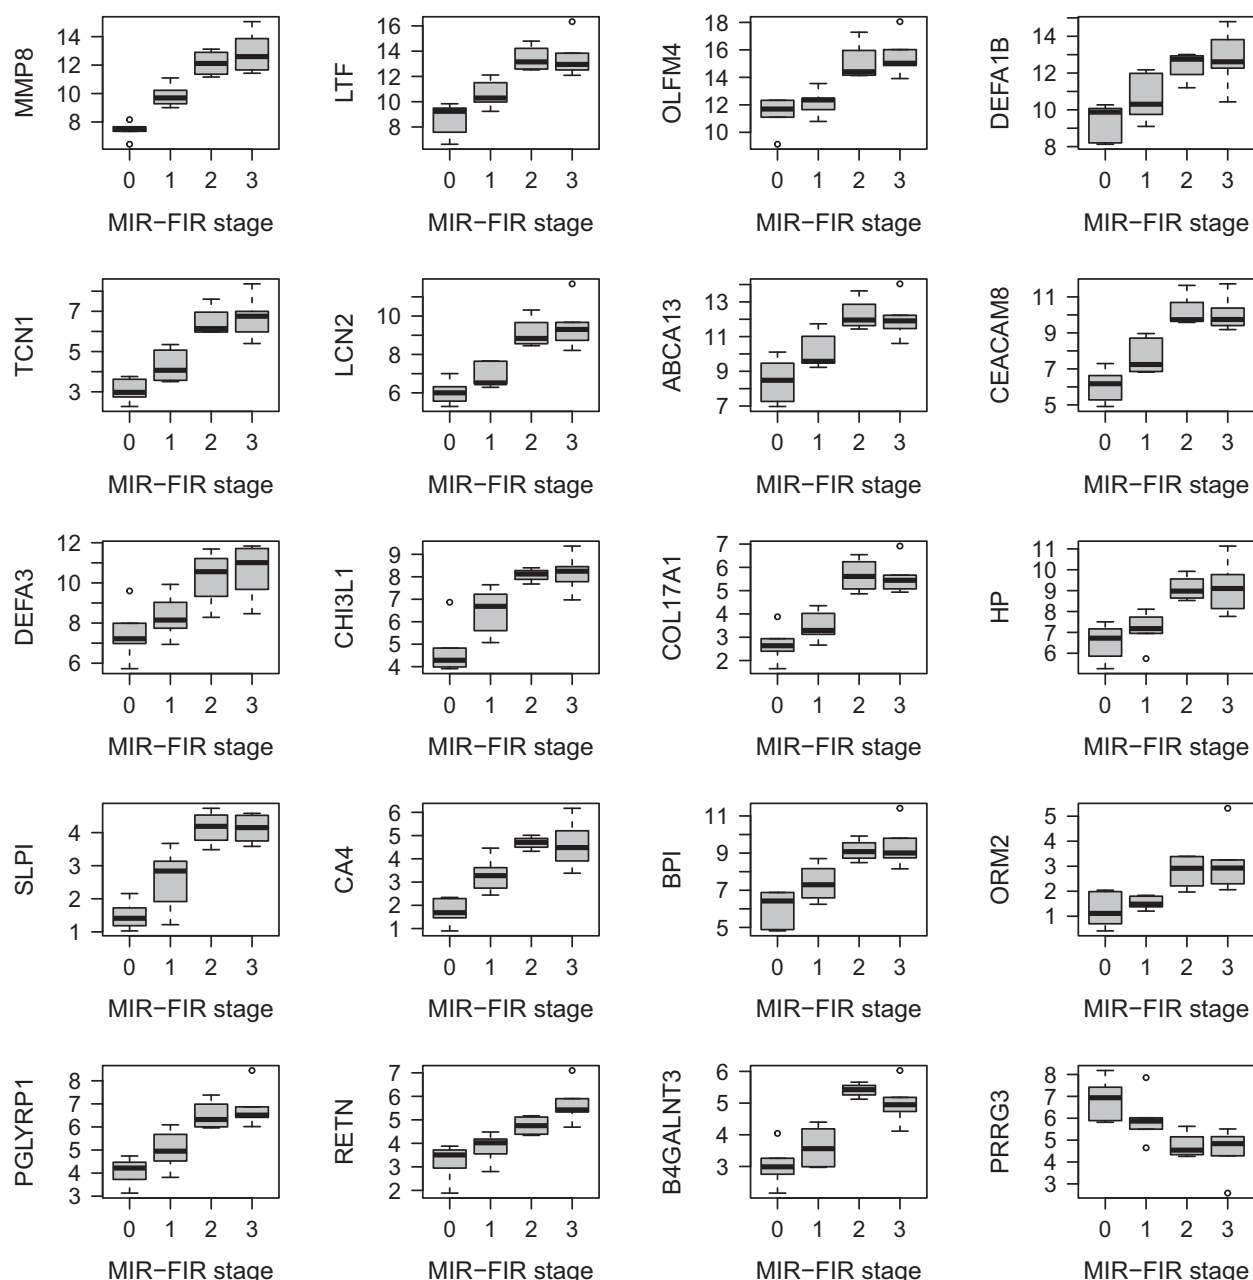 MMP8
14
12
10
8
0 1 2 3
MIR−FIR stage
LTF
16
14
12
10
8
0 1 2 3
MIR−FIR stage
OLFM4
18
16
14
12
10
0 1 2 3
MIR−FIR stage
DEFA1B
14
12
10
8
0 1 2 3
MIR−FIR stage
TCN1
7
5
3
0 1 2 3
MIR−FIR stage
LCN2
10
8
6
0 1 2 3
MIR−FIR stage
ABCA13
13
11
9
7
0 1 2 3
MIR−FIR stage
CEACAM8
11
9
7
5
0 1 2 3
MIR−FIR stage
DEFA3
12
10
8
6
0 1 2 3
MIR−FIR stage
CHI3L1
9
8
7
6
5
4
0 1 2 3
MIR−FIR stage
COL17A1
7
6
5
4
3
2
0 1 2 3
MIR−FIR stage
HP
11
10
9
8
7
6
0 1 2 3
MIR−FIR stage
SLPI
4
3
2
1
0 1 2 3
MIR−FIR stage
CA4
6
5
4
3
2
1
0 1 2 3
MIR−FIR stage
BPI
11
9
7
5
0 1 2 3
MIR−FIR stage
ORM2
5
4
3
2
1
0 1 2 3
MIR−FIR stage
PGLYRP1
8
7
6
5
4
3
0 1 2 3
MIR−FIR stage
RETN
7
6
5
4
3
2
0 1 2 3
MIR−FIR stage
B4GALNT3
6
5
4
3
0 1 2 3
MIR−FIR stage
PRRG3
8
7
6
5
4
3
0 1 2 3
MIR−FIR stage